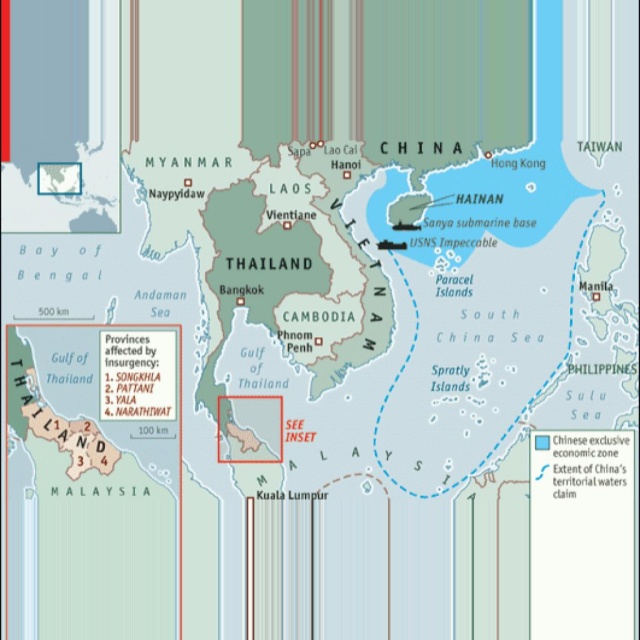 CHINA
TAIWAN
Sapa
Lao Cai
Hanoi
Hong Kong
MYANMAR
Naypyidaw
LAOS
Vientiane
VIETNAM
HAINAN
Sanya submarine base
USNS Impeccable
Bay of
Bengal
Andaman
Sea
THAILAND
Bangkok
CAMBODIA
Phnom
Penh
Gulf
of
Thailand
Paracel
Islands
South
China Sea
Spratly
Islands
Manila
PHILIPPINES
Sulu
Sea
500 km
SEE
INSET
MALAYSIA
Kuala Lumpur
THAILAND
Gulf of
Thailand
Provinces
affected by
insurgency:
1. SONGKHLA
2. PATTANI
3. YALA
4. NARATHIWAT
100 km
1
2
3
4
MALAYSIA
Chinese exclusive
economic zone
Extent of China's
territorial waters
claim